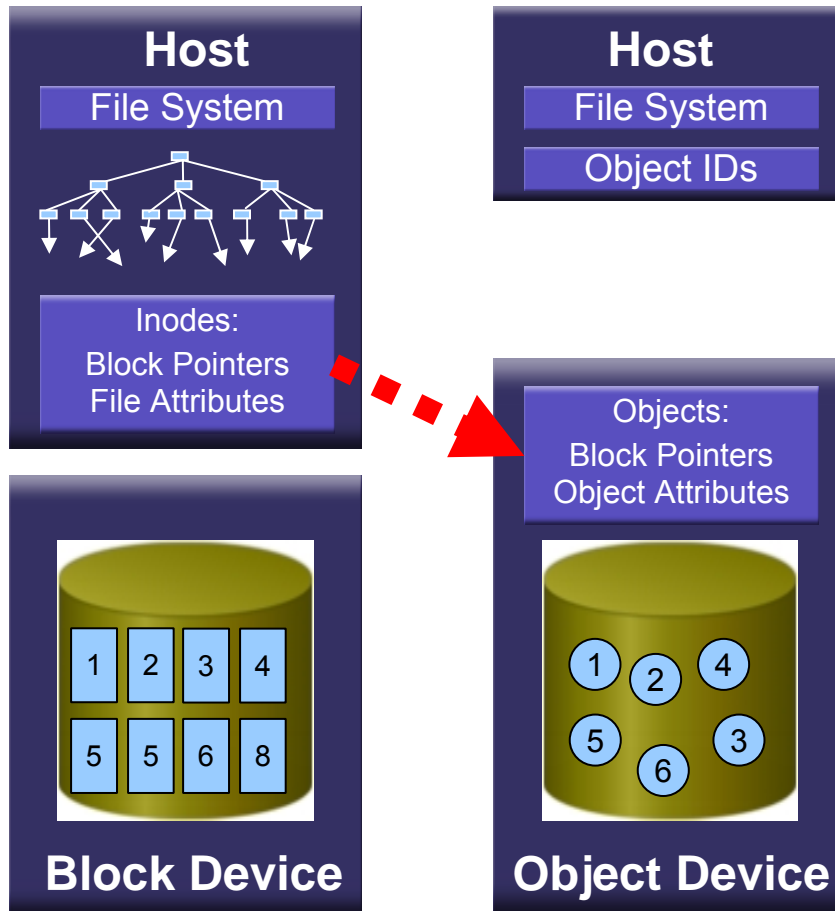 Host
File System
Inodes:
Block Pointers
File Attributes
1 2 3 4
5 5 6 8
Block Device
Host
File System
Object IDs
Objects:
Block Pointers
Object Attributes
1 2 4
5 6 3
Object Device